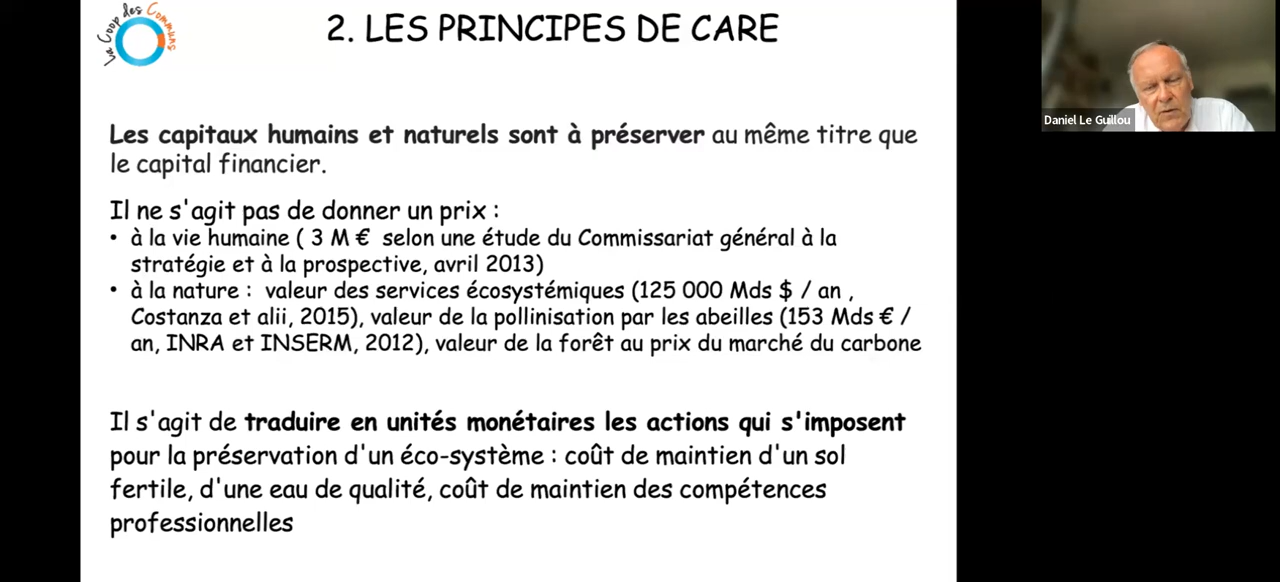 La Coop des Communs
2. LES PRINCIPES DE CARE
Daniel Le Guillou
Les capitaux humains et naturels sont à préserver au même titre que
le capital financier.
Il ne s'agit pas de donner un prix :
• à la vie humaine ( 3 M € selon une étude du Commissariat général à la
stratégie et à la prospective, avril 2013)
• à la nature : valeur des services écosystémiques (125 000 Mds $ / an ,
Costanza et alii, 2015), valeur de la pollinisation par les abeilles (153 Mds € /
an, INRA et INSERM, 2012), valeur de la forêt au prix du marché du carbone
Il s'agit de traduire en unités monétaires les actions qui s'imposent
pour la préservation d'un éco-système : coût de maintien d'un sol
fertile, d'une eau de qualité, coût de maintien des compétences
professionnelles